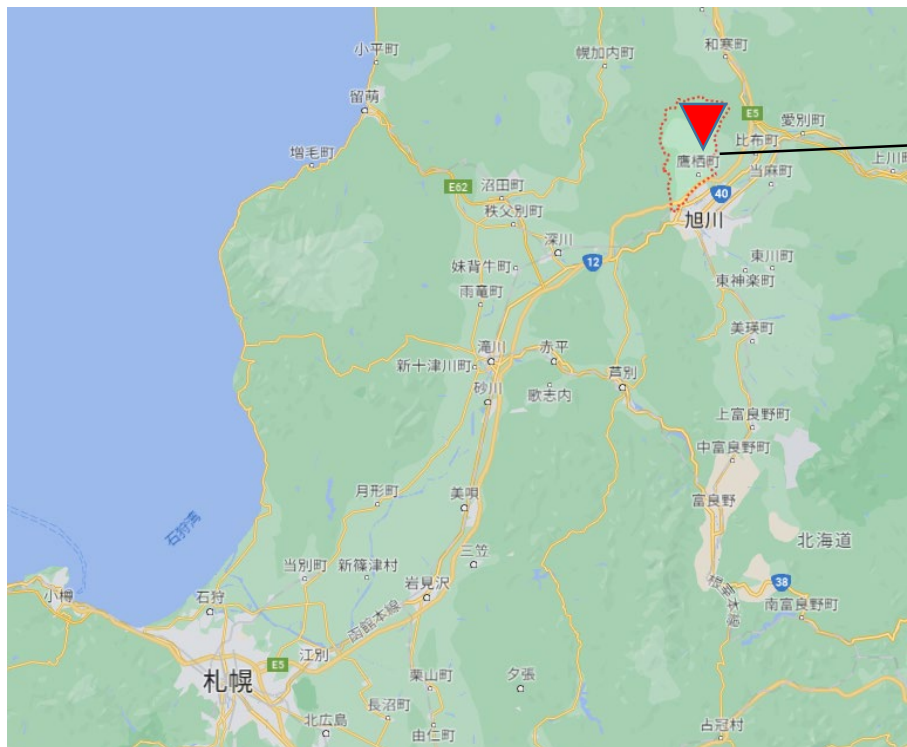 和寒町
小平町
幌加内町
留萌
E5
愛別町
比布町
増毛町
鷹栖町
上川町
当麻町
沼田町
E62
40
秩父別町
旭川
深川
東川町
妹背牛町
12
東神楽町
雨竜町
美瑛町
滝川
赤平
新十津川町
芦別
歌志内
砂川
上富良野町
中富良野町
月形町
美唄
富良野
石狩湾
北海道
三笠
当別町
新篠津村
38
小樽
石狩
岩見沢
函館本線
根室本線
南富良野町
江別
E5
札幌
栗山町
夕張
長沼町
北広島
由仁町
占冠村